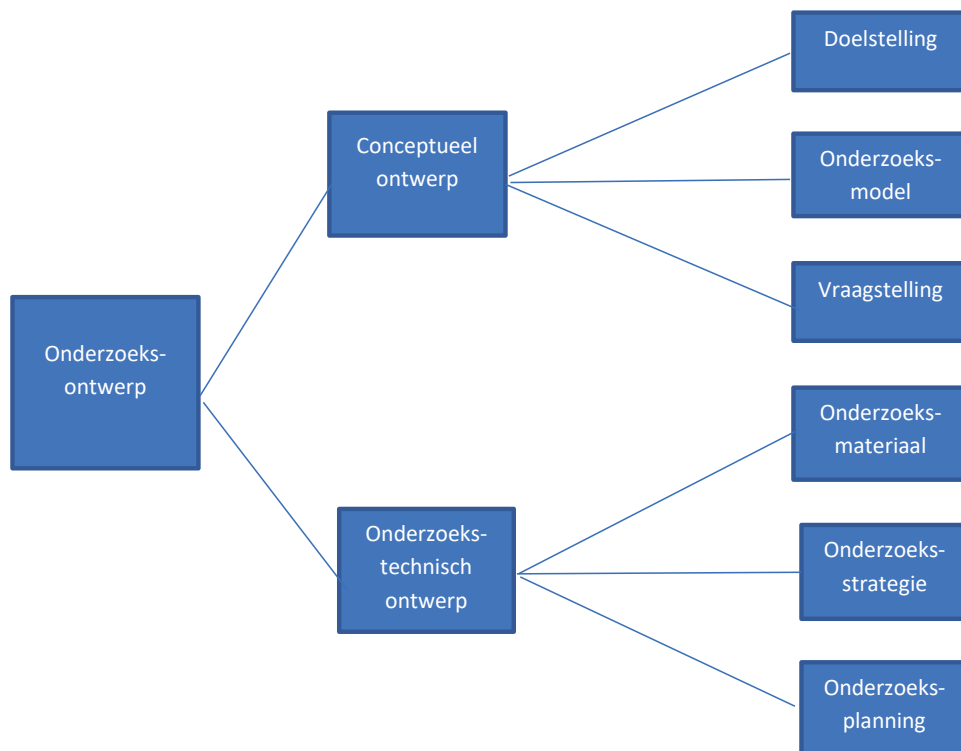 Doelstelling
Conceptueel
ontwerp
Onderzoeks-
model
Vraagstelling
Onderzoeks-
ontwerp
Onderzoeks-
materiaal
Onderzoeks-
technisch
ontwerp
Onderzoeks-
strategie
Onderzoeks-
planning